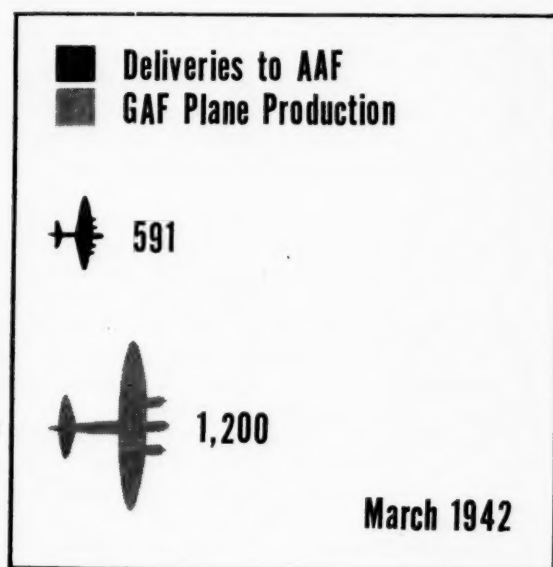 Deliveries to AAF
GAF Plane Production
591
1,200
March 1942